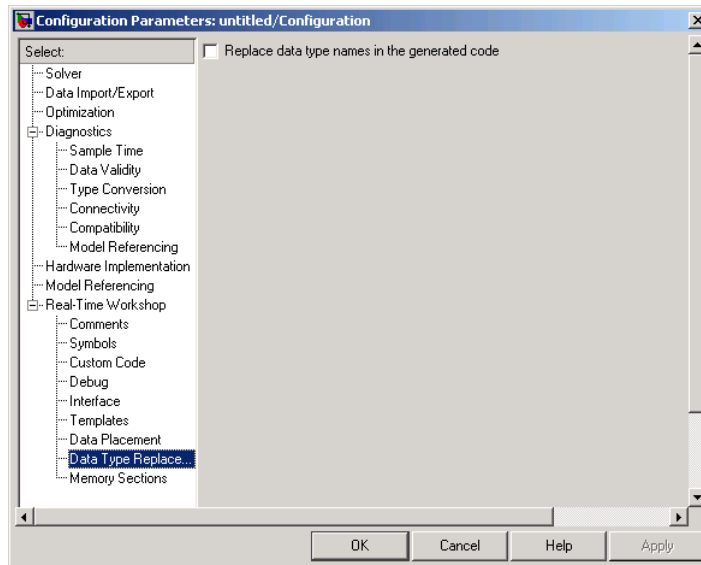 Configuration Parameters: untitled/Configuration
Select:
Solver
Data Import/Export
Optimization
Diagnostics
Sample Time
Data Validity
Type Conversion
Connectivity
Compatibility
Model Referencing
Hardware Implementation
Model Referencing
Real-Time Workshop
Comments
Symbols
Custom Code
Debug
Interface
Templates
Data Placement
Data Type Replace...
Memory Sections
Replace data type names in the generated code
OK
Cancel
Help
Apply